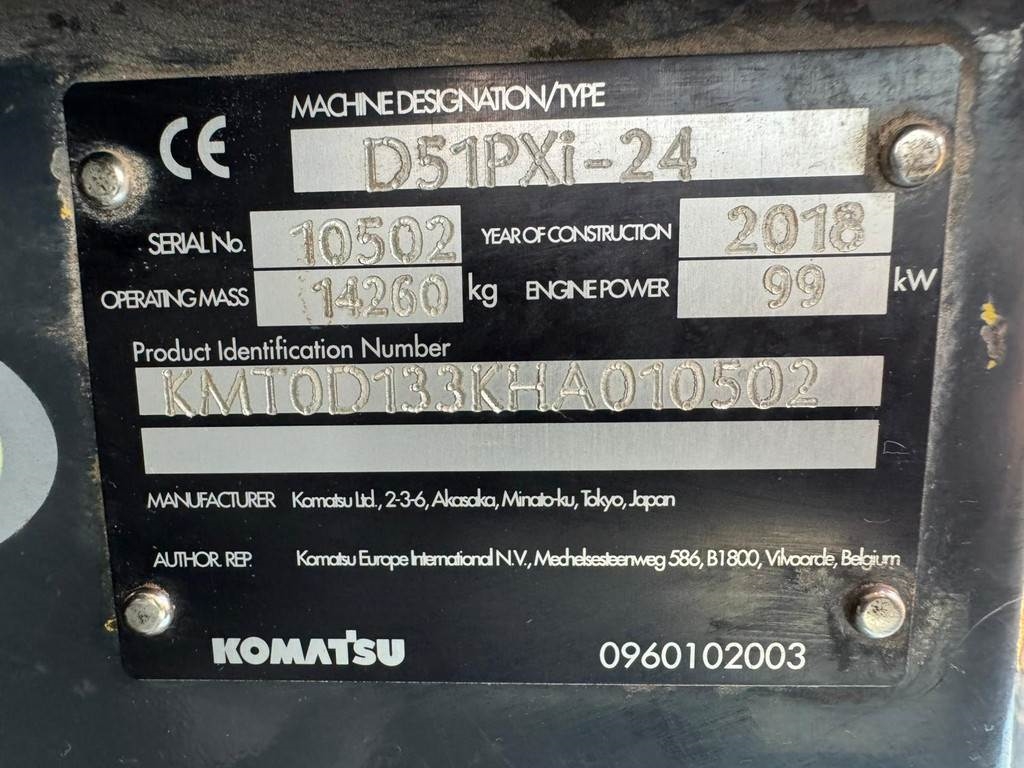 CE MACHINE DESIGNATION/TYPE
D51PXi-24
SERIAL No. 10502 YEAR OF CONSTRUCTION 2018
OPERATING MASS 14260 kg ENGINE POWER 99 kW
Product Identification Number
KMT0D133KHA010502
MANUFACTURER Komatsu Ltd., 2-3-6, Akasaka, Minato-ku, Tokyo, Japan
AUTHOR. REP. Komatsu Europe International N.V., Mechelsesteenweg 586, B1800, Vilvoorde, Belgium
KOMATSU 0960102003